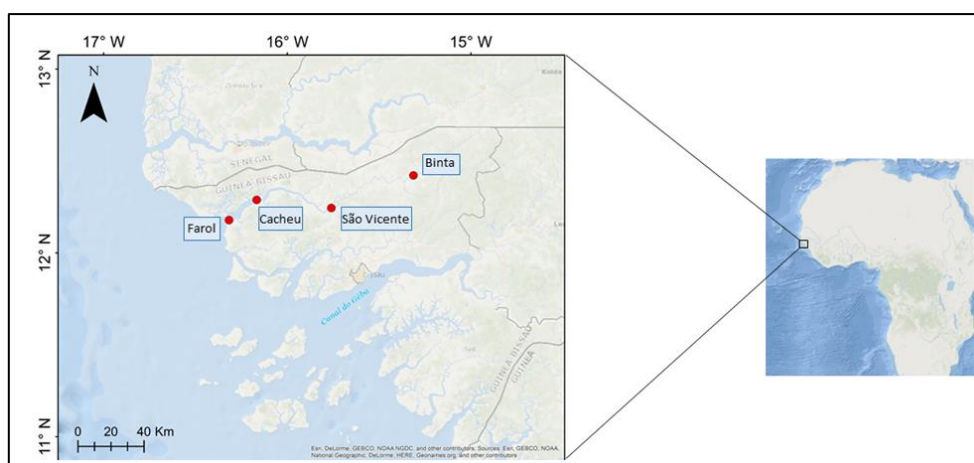 17° W 16° W 15° W
13° N
N
SENEGAL
GUINEA BISSAU
Binta
Cacheu
São Vicente
Farol
12° N
Canal do Gêba
GUINEA BISSAU
GUINEA
0 20 40 Km
11° N
Esri, DeLorme, GEBCO, NOAA NGDC, and other contributors; Sources: Esri, GEBCO, NOAA,
National Geographic, DeLorme, HERE, Geonames.org, and other contributors